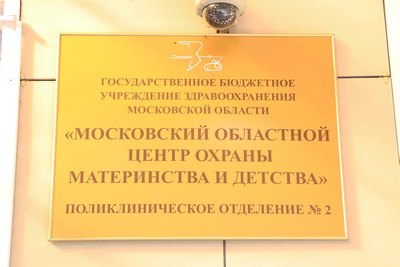 ГОСУДАРСТВЕННОЕ БЮДЖЕТНОЕ
УЧРЕЖДЕНИЕ ЗДРАВООХРАНЕНИЯ
МОСКОВСКОЙ ОБЛАСТИ
«МОСКОВСКИЙ ОБЛАСТНОЙ
ЦЕНТР ОХРАНЫ
МАТЕРИНСТВА И ДЕТСТВА»
ПОЛИКЛИНИЧЕСКОЕ ОТДЕЛЕНИЕ № 2